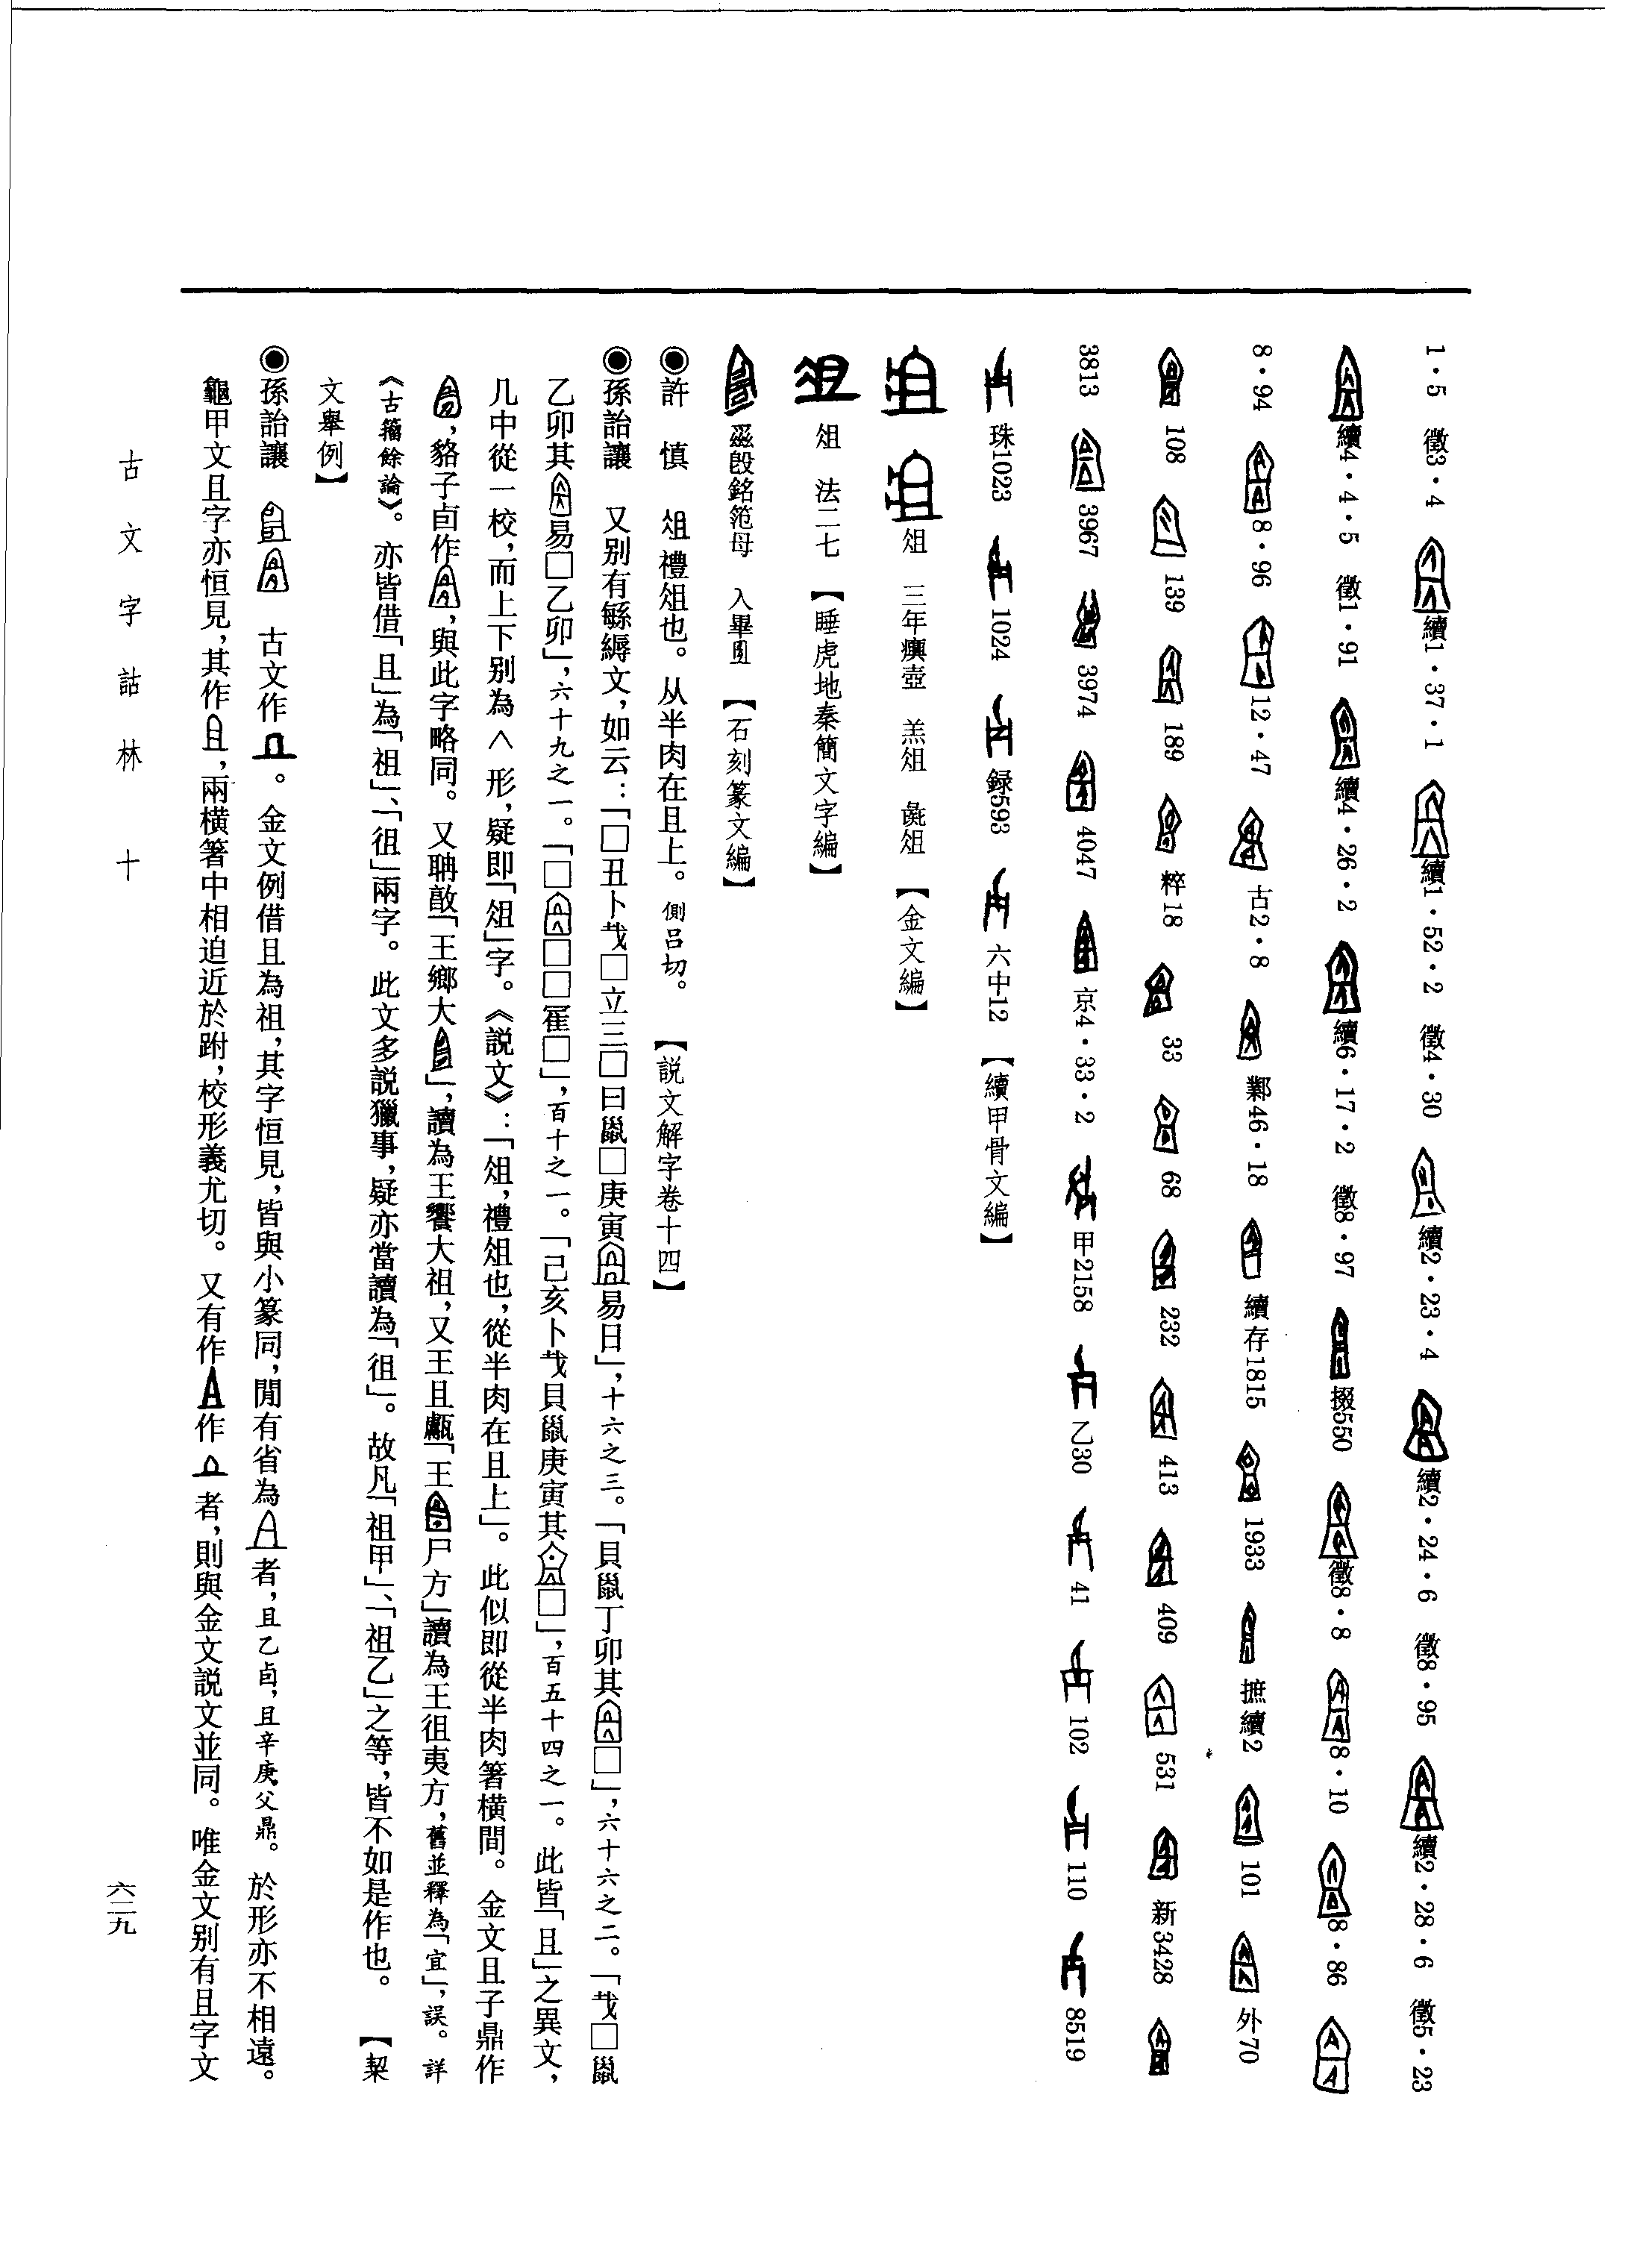 1·5　徵3·4　續1·37·1　續1·52·2　徵4·30　續2·23·4　續2·24·6　徵8·95　續2·28·6　徵5·23
續4·4·5　徵1·91　續4·26·2　續6·17·2　徵8·97　掇550　徵8·8　8·10　8·86
8·94　8·96　12·47　古2·8　鄴46·18　續存1815　1933　摭續2　101　外70
108　139　189　粹18　33　68　232　413　409　531　新3428
3813　3967　3974　4047　京4·33·2　甲2158　乙30　41　102　110　8519
珠1023　1024　録593　六中12　【續甲骨文編】
俎　三年𤼈壺　羔俎　彘俎　【金文編】
俎　法二七　【睡虎地秦簡文字編】
銘范母　入畢　【石刻篆文編】
◉許　慎　俎禮俎也。从半肉在且上。側呂切。　【説文解字卷十四】
◉孫詒讓　又别有緐縟文，如云：「□丑卜𢦔□立三□曰鼠□庚寅易日」，十六之三。「貝鼠丁卯其□」，六十六之二。「𢦔□鼠
乙卯其易□乙卯」，六十九之一。「□□□雈□」，百十之一。「己亥卜𢦔貝鼠庚寅其□」，百五十四之一。此皆「且」之異文，
几中從一校，而上下别為∧形，疑即「俎」字。《説文》：「俎，禮俎也，從半肉在且上」。此似即從半肉箸横間。金文且子鼎作
，貉子卣作，與此字略同。又聃𣪘「王鄉大」，讀為王饗大祖，又王且甗「王尸方」讀為王徂夷方，舊並釋為「宜」，誤。詳
《古籀餘論》。亦皆借「且」為「祖」、「徂」兩字。此文多説獵事，疑亦當讀為「徂」。故凡「祖甲」、「祖乙」之等，皆不如是作也。　【栔
文舉例】
◉孫詒讓　古文作。金文例借且為祖，其字恒見，皆與小篆同，閒有省為者，且乙卣，且辛庚父鼎。於形亦不相遠。
龜甲文且字亦恒見，其作，兩横箸中相迫近於跗，校形義尤切。又有作作者，則與金文説文並同。唯金文别有且字文
古文字詁林　十
六二九